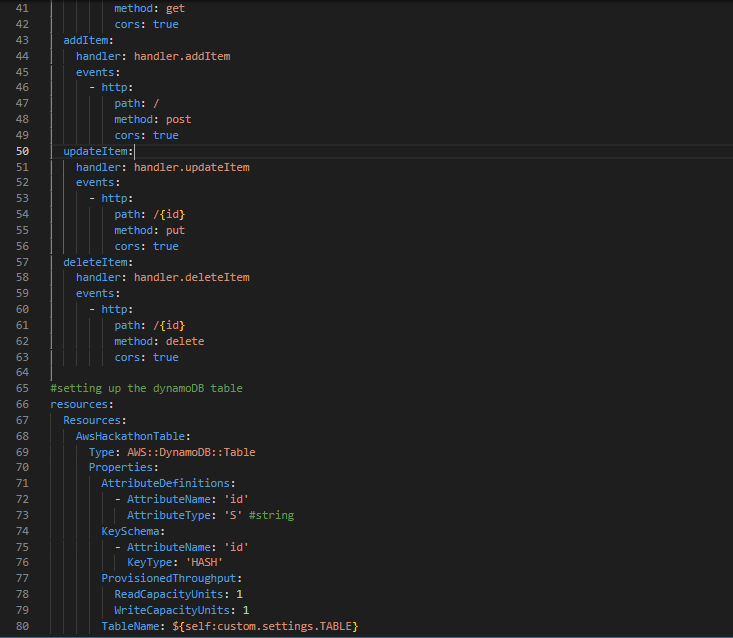 41 method: get
42 cors: true
43 addItem:
44 handler: handler.addItem
45 events:
46 - http:
47 path: /
48 method: post
49 cors: true
50 updateItem:
51 handler: handler.updateItem
52 events:
53 - http:
54 path: /{id}
55 method: put
56 cors: true
57 deleteItem:
58 handler: handler.deleteItem
59 events:
60 - http:
61 path: /{id}
62 method: delete
63 cors: true
64
65 #setting up the dynamoDB table
66 resources:
67 Resources:
68 AwsHackathonTable:
69 Type: AWS::DynamoDB::Table
70 Properties:
71 AttributeDefinitions:
72 - AttributeName: 'id'
73 AttributeType: 'S' #string
74 KeySchema:
75 - AttributeName: 'id'
76 KeyType: 'HASH'
77 ProvisionedThroughput:
78 ReadCapacityUnits: 1
79 WriteCapacityUnits: 1
80 TableName: ${self:custom.settings.TABLE}